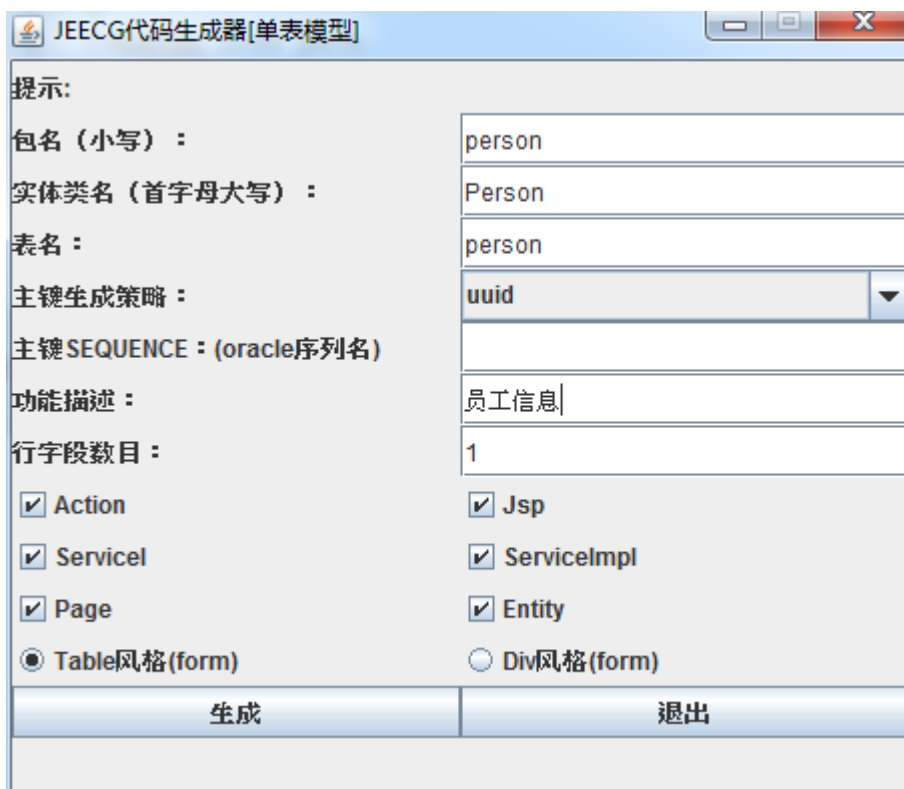 JEECG代码生成器[单表模型]
提示:
包名（小写）： person
实体类名（首字母大写）： Person
表名： person
主键生成策略： uuid
主键SEQUENCE：(oracle序列名)
功能描述： 员工信息
行字段数目： 1
Action Jsp
ServiceI ServiceImpl
Page Entity
Table风格(form) Div风格(form)
生成 退出